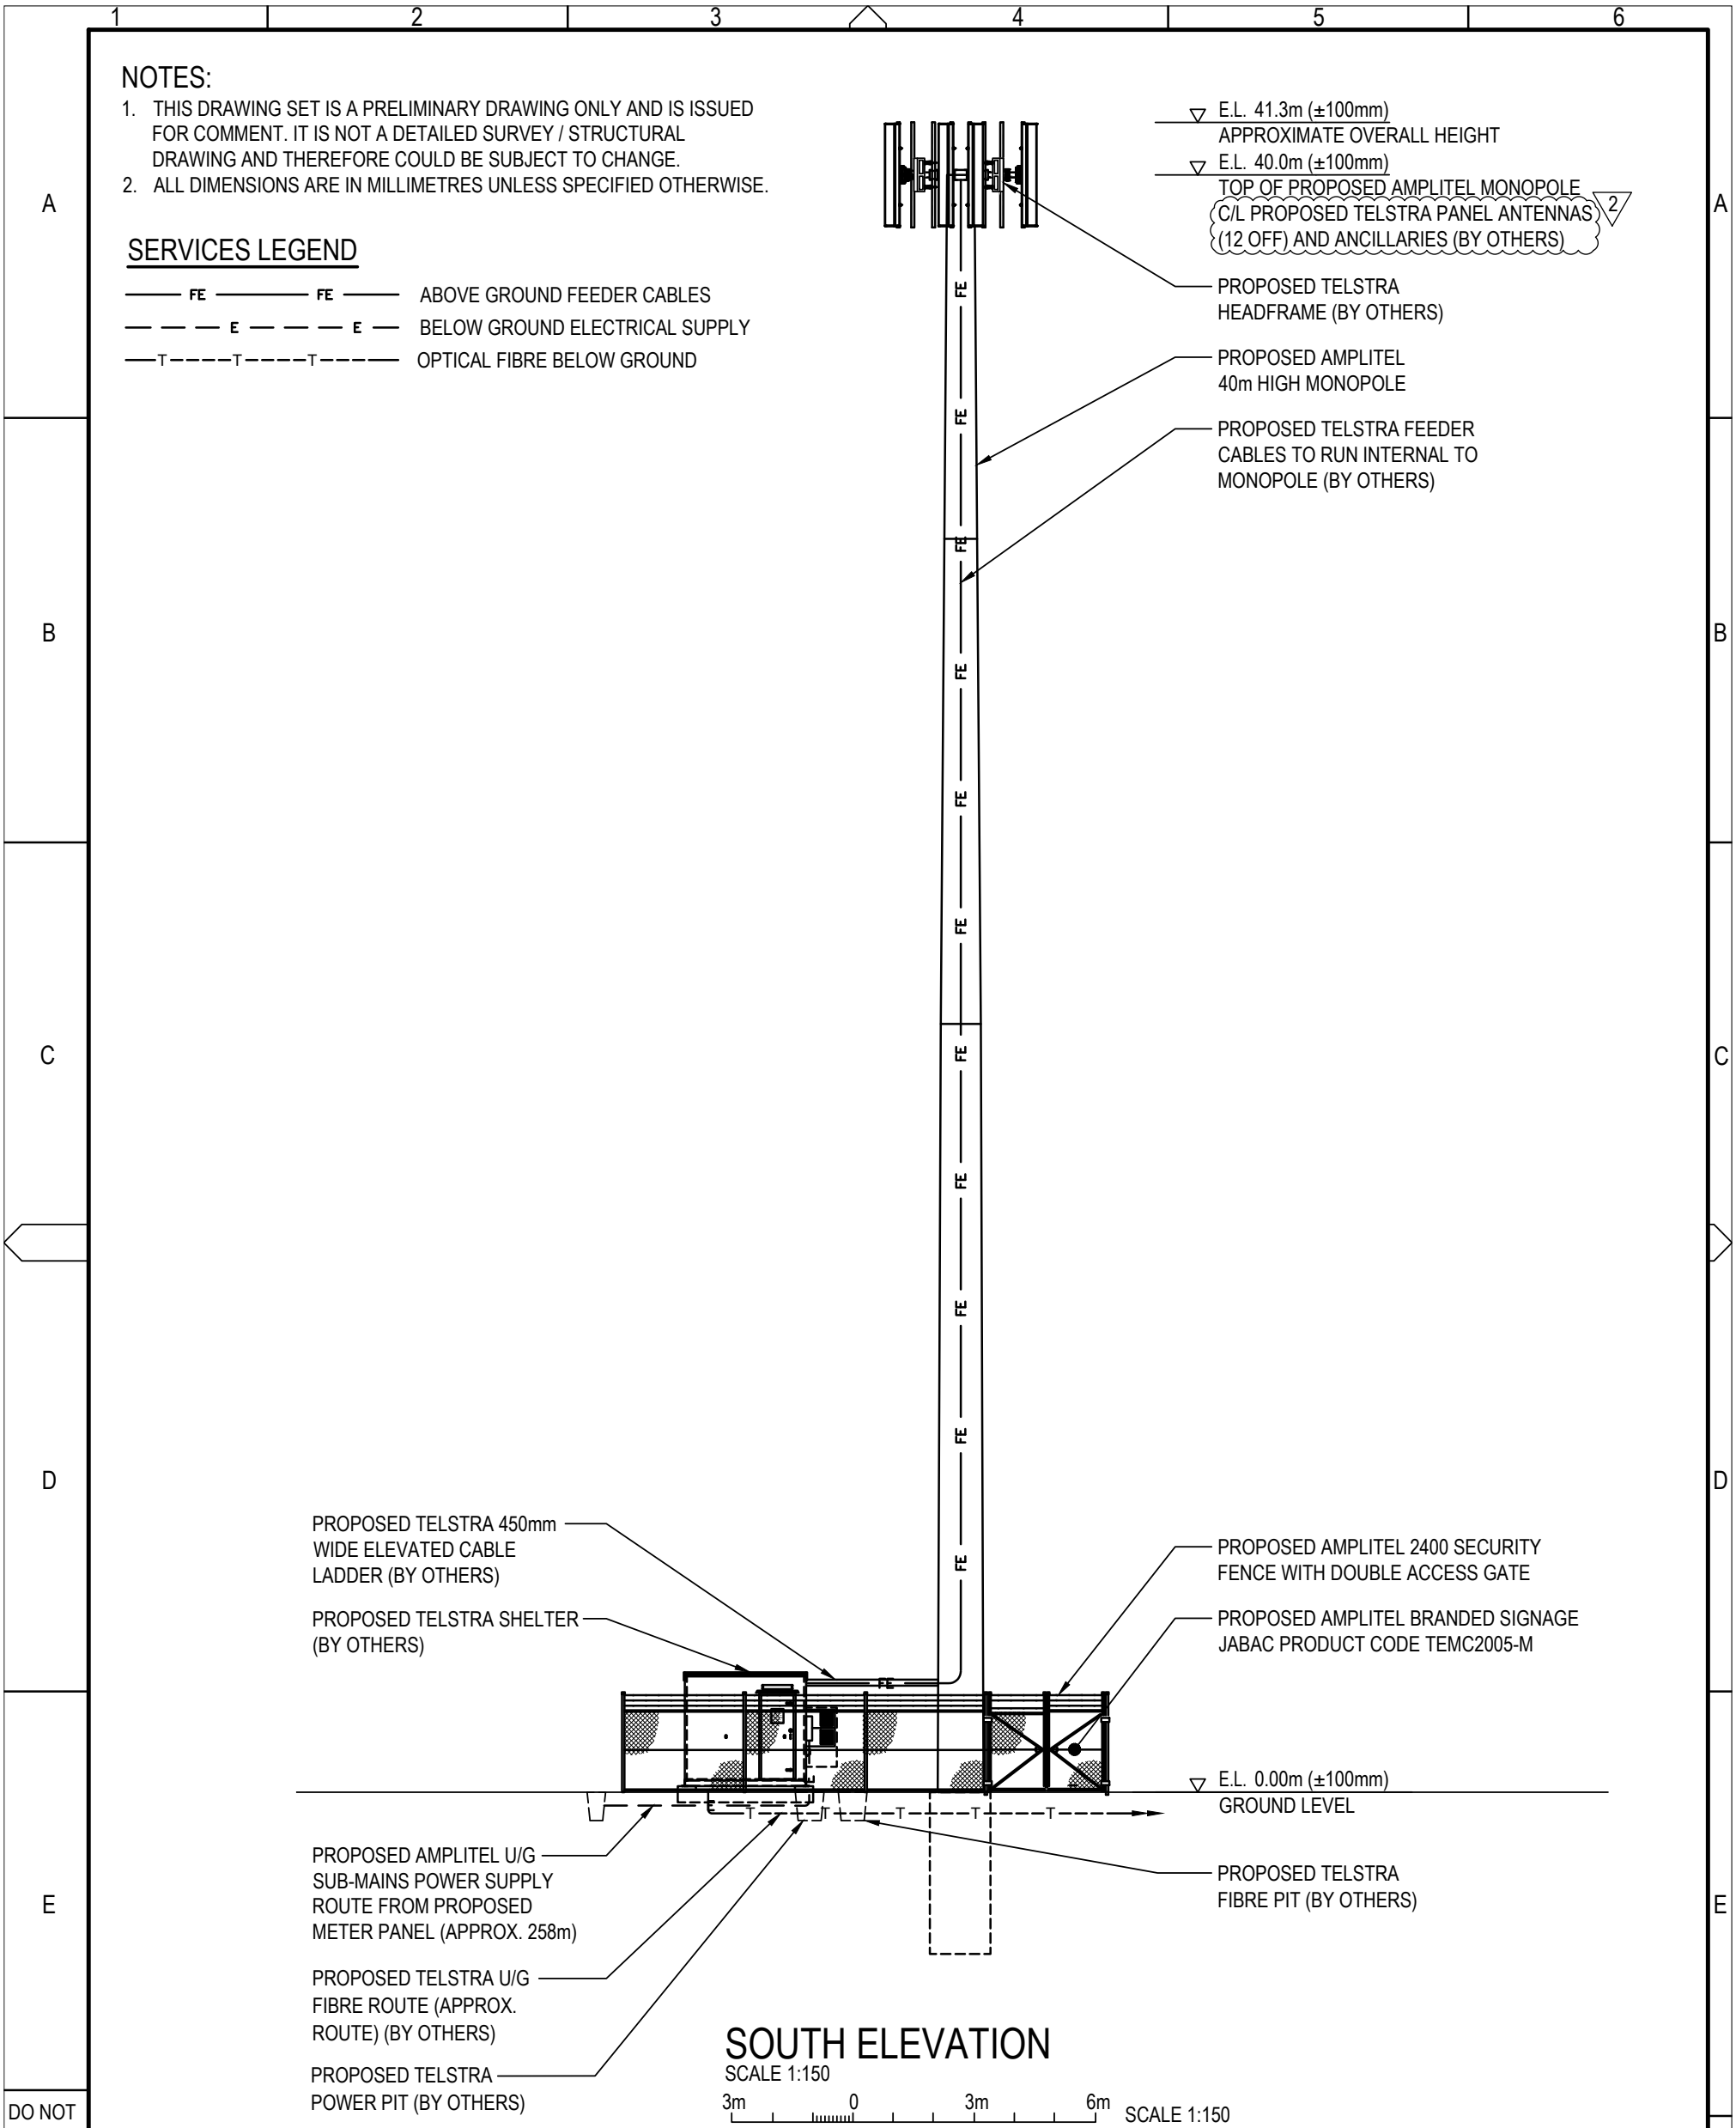 1 2 3 4 5 6
NOTES:
1. THIS DRAWING SET IS A PRELIMINARY DRAWING ONLY AND IS ISSUED
FOR COMMENT. IT IS NOT A DETAILED SURVEY / STRUCTURAL
DRAWING AND THEREFORE COULD BE SUBJECT TO CHANGE.
2. ALL DIMENSIONS ARE IN MILLIMETRES UNLESS SPECIFIED OTHERWISE.
SERVICES LEGEND
FE FE ABOVE GROUND FEEDER CABLES
E E BELOW GROUND ELECTRICAL SUPPLY
T T T OPTICAL FIBRE BELOW GROUND
E.L. 41.3m (±100mm)
APPROXIMATE OVERALL HEIGHT
E.L. 40.0m (±100mm)
TOP OF PROPOSED AMPLITEL MONOPOLE
C/L PROPOSED TELSTRA PANEL ANTENNAS
(12 OFF) AND ANCILLARIES (BY OTHERS)
2
PROPOSED TELSTRA
HEADFRAME (BY OTHERS)
PROPOSED AMPLITEL
40m HIGH MONOPOLE
PROPOSED TELSTRA FEEDER
CABLES TO RUN INTERNAL TO
MONOPOLE (BY OTHERS)
FE
FE
FE
FE
FE
FE
FE
FE
FE
FE
FE
FE
A A
B B
C C
D D
E E
PROPOSED TELSTRA 450mm
WIDE ELEVATED CABLE
LADDER (BY OTHERS)
PROPOSED TELSTRA SHELTER
(BY OTHERS)
PROPOSED AMPLITEL 2400 SECURITY
FENCE WITH DOUBLE ACCESS GATE
PROPOSED AMPLITEL BRANDED SIGNAGE
JABAC PRODUCT CODE TEMC2005-M
E.L. 0.00m (±100mm)
GROUND LEVEL
E
T T T T T
PROPOSED AMPLITEL U/G
SUB-MAINS POWER SUPPLY
ROUTE FROM PROPOSED
METER PANEL (APPROX. 258m)
PROPOSED TELSTRA U/G
FIBRE ROUTE (APPROX.
ROUTE) (BY OTHERS)
PROPOSED TELSTRA
POWER PIT (BY OTHERS)
PROPOSED TELSTRA
FIBRE PIT (BY OTHERS)
SOUTH ELEVATION
SCALE 1:150
3m 0 3m 6m SCALE 1:150
DO NOT